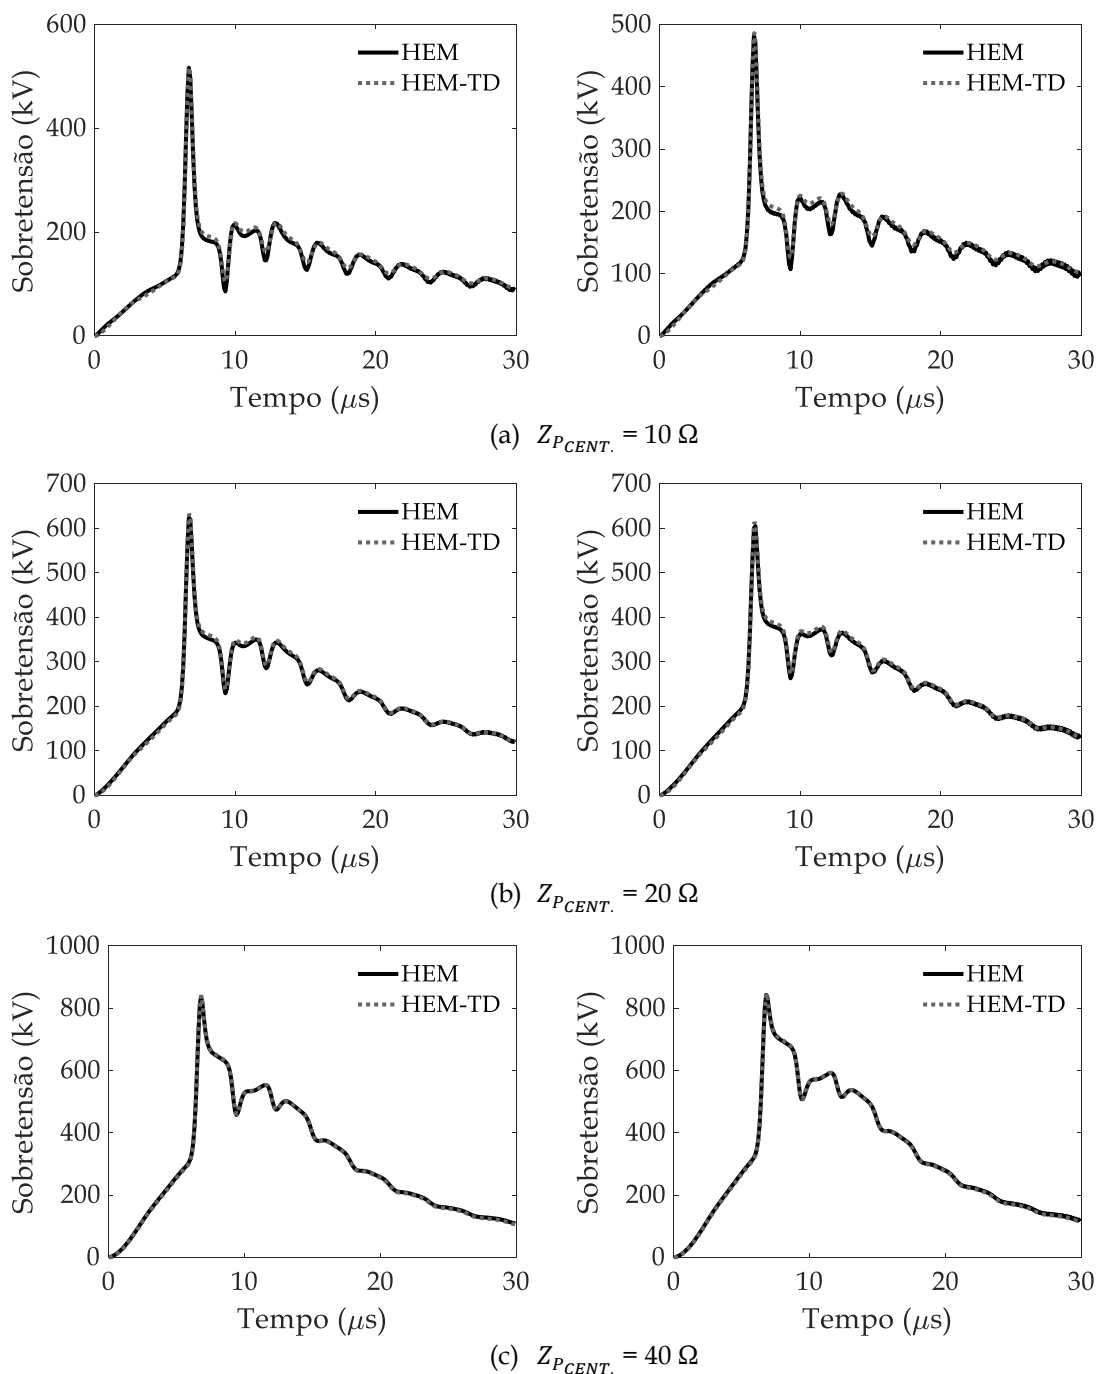 600
400
200
0
Sobretensão (kV)
HEM
HEM-TD
0 10 20 30
Tempo (μs)
500
400
300
200
100
0
Sobretensão (kV)
HEM
HEM-TD
0 10 20 30
Tempo (μs)
(a) Z_{P_{CENT.}} = 10 Ω
700
600
500
400
300
200
100
0
Sobretensão (kV)
HEM
HEM-TD
0 10 20 30
Tempo (μs)
700
600
500
400
300
200
100
0
Sobretensão (kV)
HEM
HEM-TD
0 10 20 30
Tempo (μs)
(b) Z_{P_{CENT.}} = 20 Ω
1000
800
600
400
200
0
Sobretensão (kV)
HEM
HEM-TD
0 10 20 30
Tempo (μs)
1000
800
600
400
200
0
Sobretensão (kV)
HEM
HEM-TD
0 10 20 30
Tempo (μs)
(c) Z_{P_{CENT.}} = 40 Ω